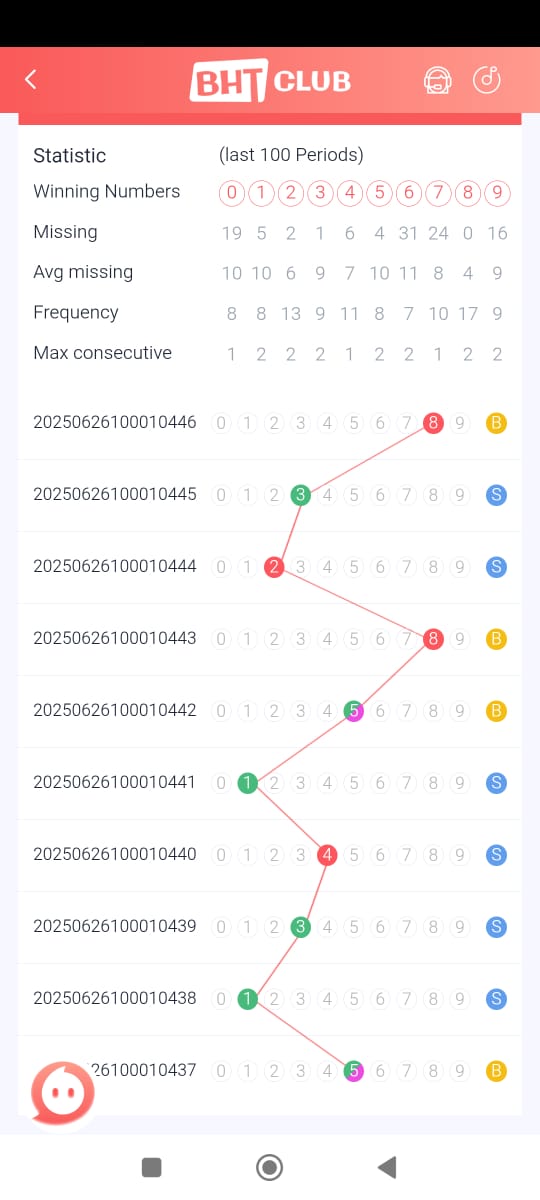 BHT CLUB
Statistic (last 100 Periods)
Winning Numbers 0 1 2 3 4 5 6 7 8 9
Missing 19 5 2 1 6 4 31 24 0 16
Avg missing 10 10 6 9 7 10 11 8 4 9
Frequency 8 8 13 9 11 8 7 10 17 9
Max consecutive 1 2 2 2 1 2 2 1 2 2
20250626100010446 0 1 2 3 4 5 6 7 8 9 B
20250626100010445 0 1 2 3 4 5 6 7 8 9 S
20250626100010444 0 1 2 3 4 5 6 7 8 9 S
20250626100010443 0 1 2 3 4 5 6 7 8 9 B
20250626100010442 0 1 2 3 4 5 6 7 8 9 B
20250626100010441 0 1 2 3 4 5 6 7 8 9 S
20250626100010440 0 1 2 3 4 5 6 7 8 9 S
20250626100010439 0 1 2 3 4 5 6 7 8 9 S
20250626100010438 0 1 2 3 4 5 6 7 8 9 S
26100010437 0 1 2 3 4 5 6 7 8 9 B